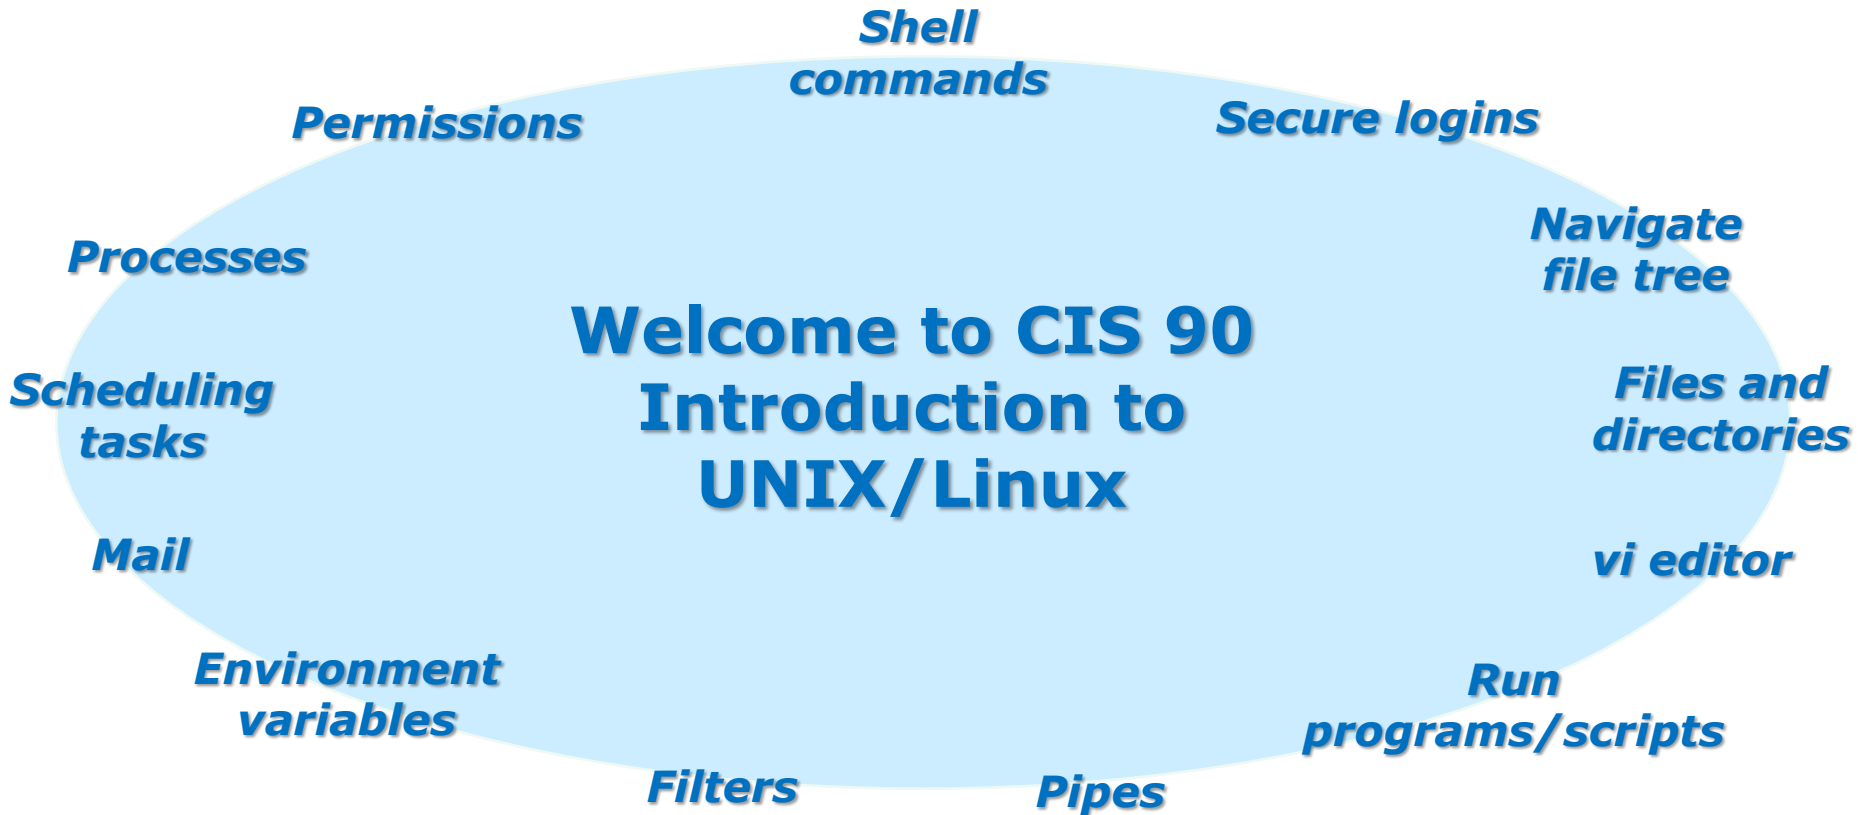 Shell
commands
Permissions
Secure logins
Navigate
file tree
Processes
Welcome to CIS 90
Introduction to
UNIX/Linux
Scheduling
tasks
Files and
directories
Mail
vi editor
Environment
variables
Run
programs/scripts
Filters
Pipes